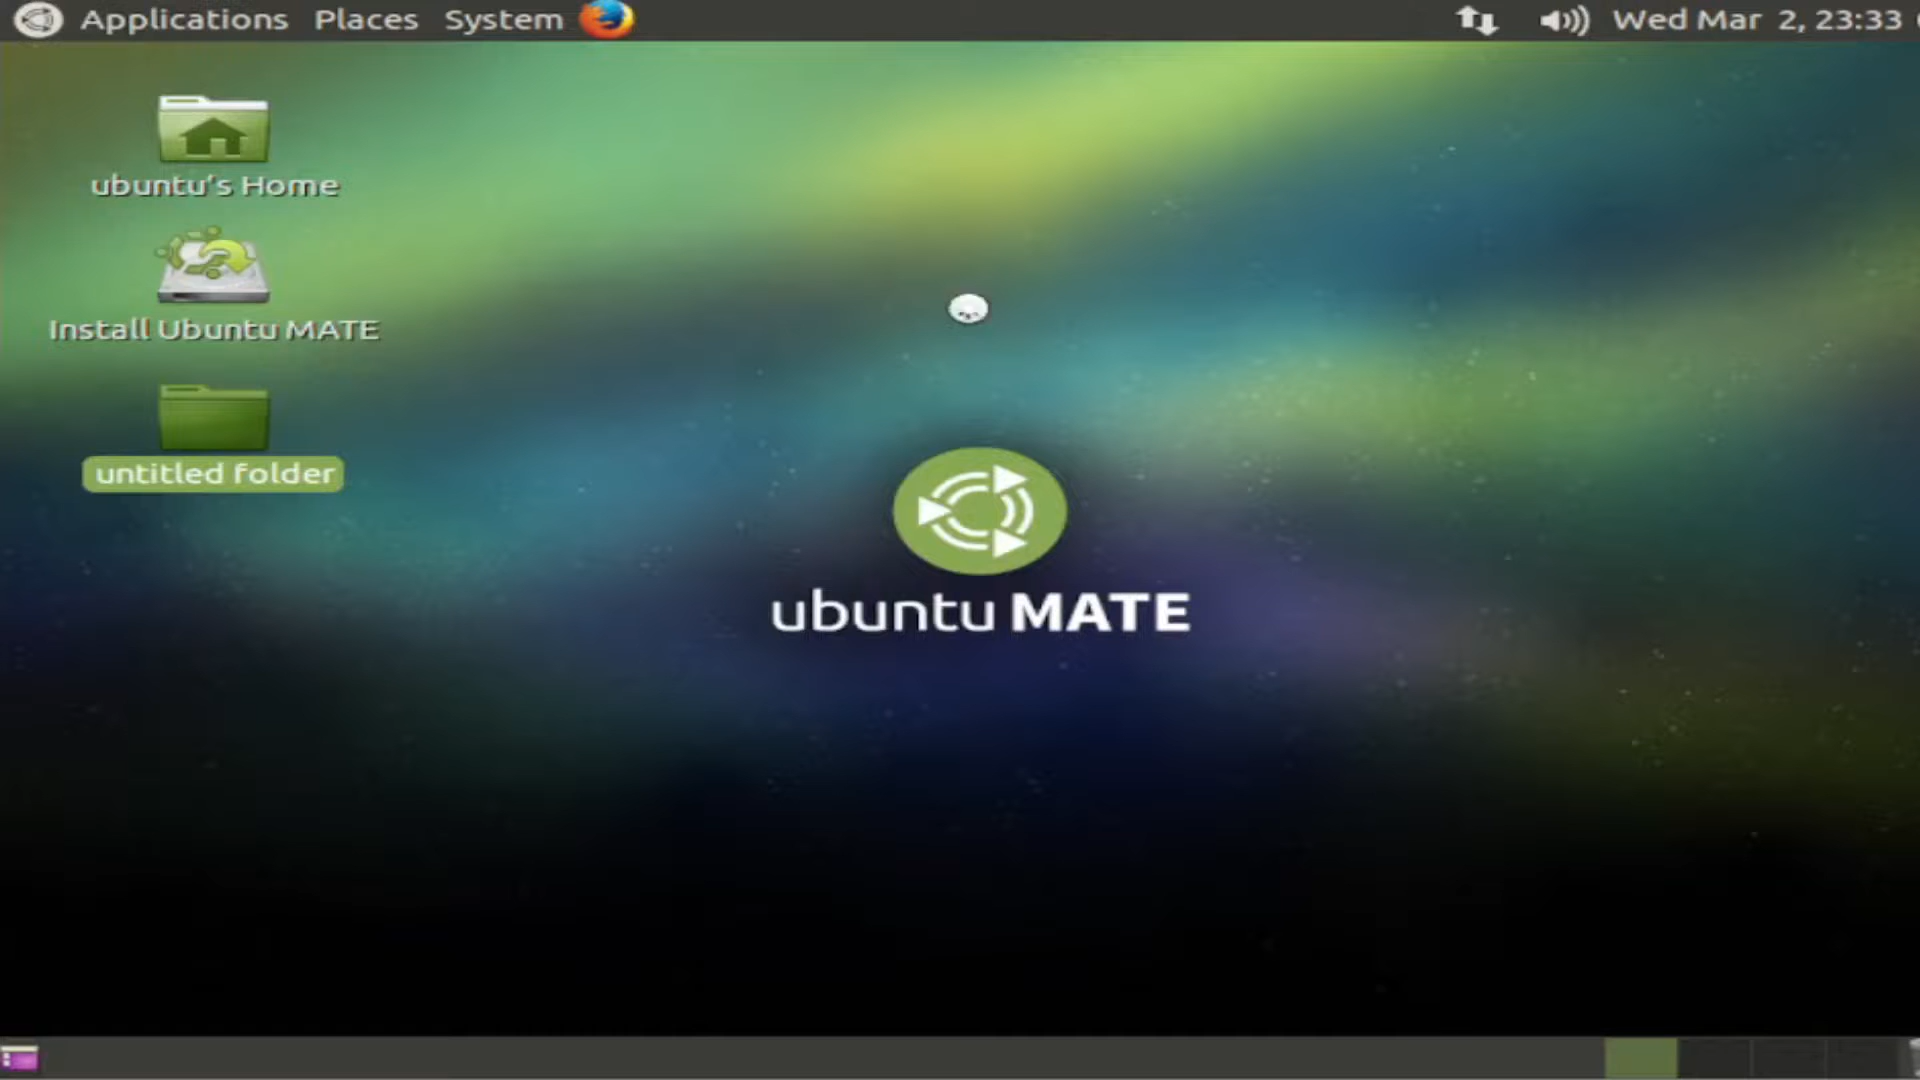 Applications Places System Wed Mar 2, 23:33
ubuntu's Home
Install Ubuntu MATE
untitled folder
ubuntu MATE